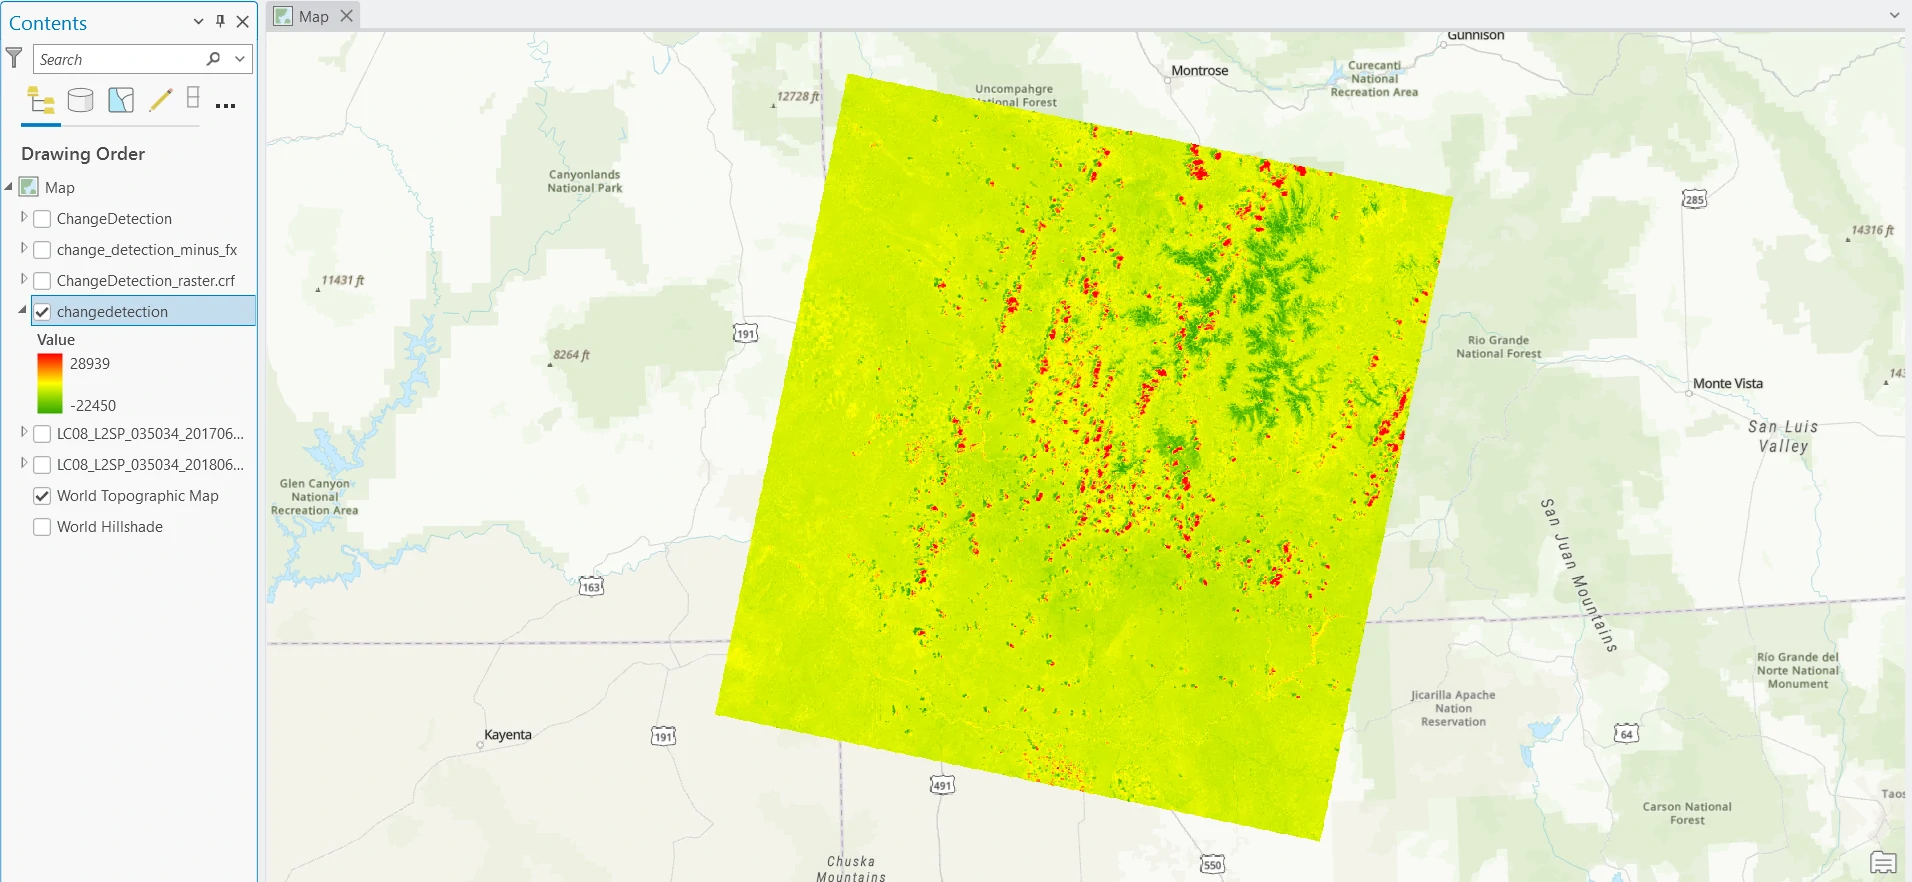 Contents
Search
Drawing Order
Map
ChangeDetection
change_detection_minus_fx
ChangeDetection_raster.crf
changedetection
Value
28939
-22450
LC08_L2SP_035034_201706...
LC08_L2SP_035034_201806...
World Topographic Map
World Hillshade
Map
Gunnison
Montrose
Curecanti
National
Recreation Area
Uncompahgre
National Forest
12728 ft
Canyonlands
National Park
285
14316 ft
11431 ft
191
8264 ft
Rio Grande
National Forest
Monte Vista
143
San Luis
Valley
Glen Canyon
National
Recreation Area
San Juan Mountains
163
Río Grande del
Norte National
Monument
Jicarilla Apache
Nation
Reservation
Kayenta
191
64
491
Taos
Carson National
Forest
Chuska
Mountains
550